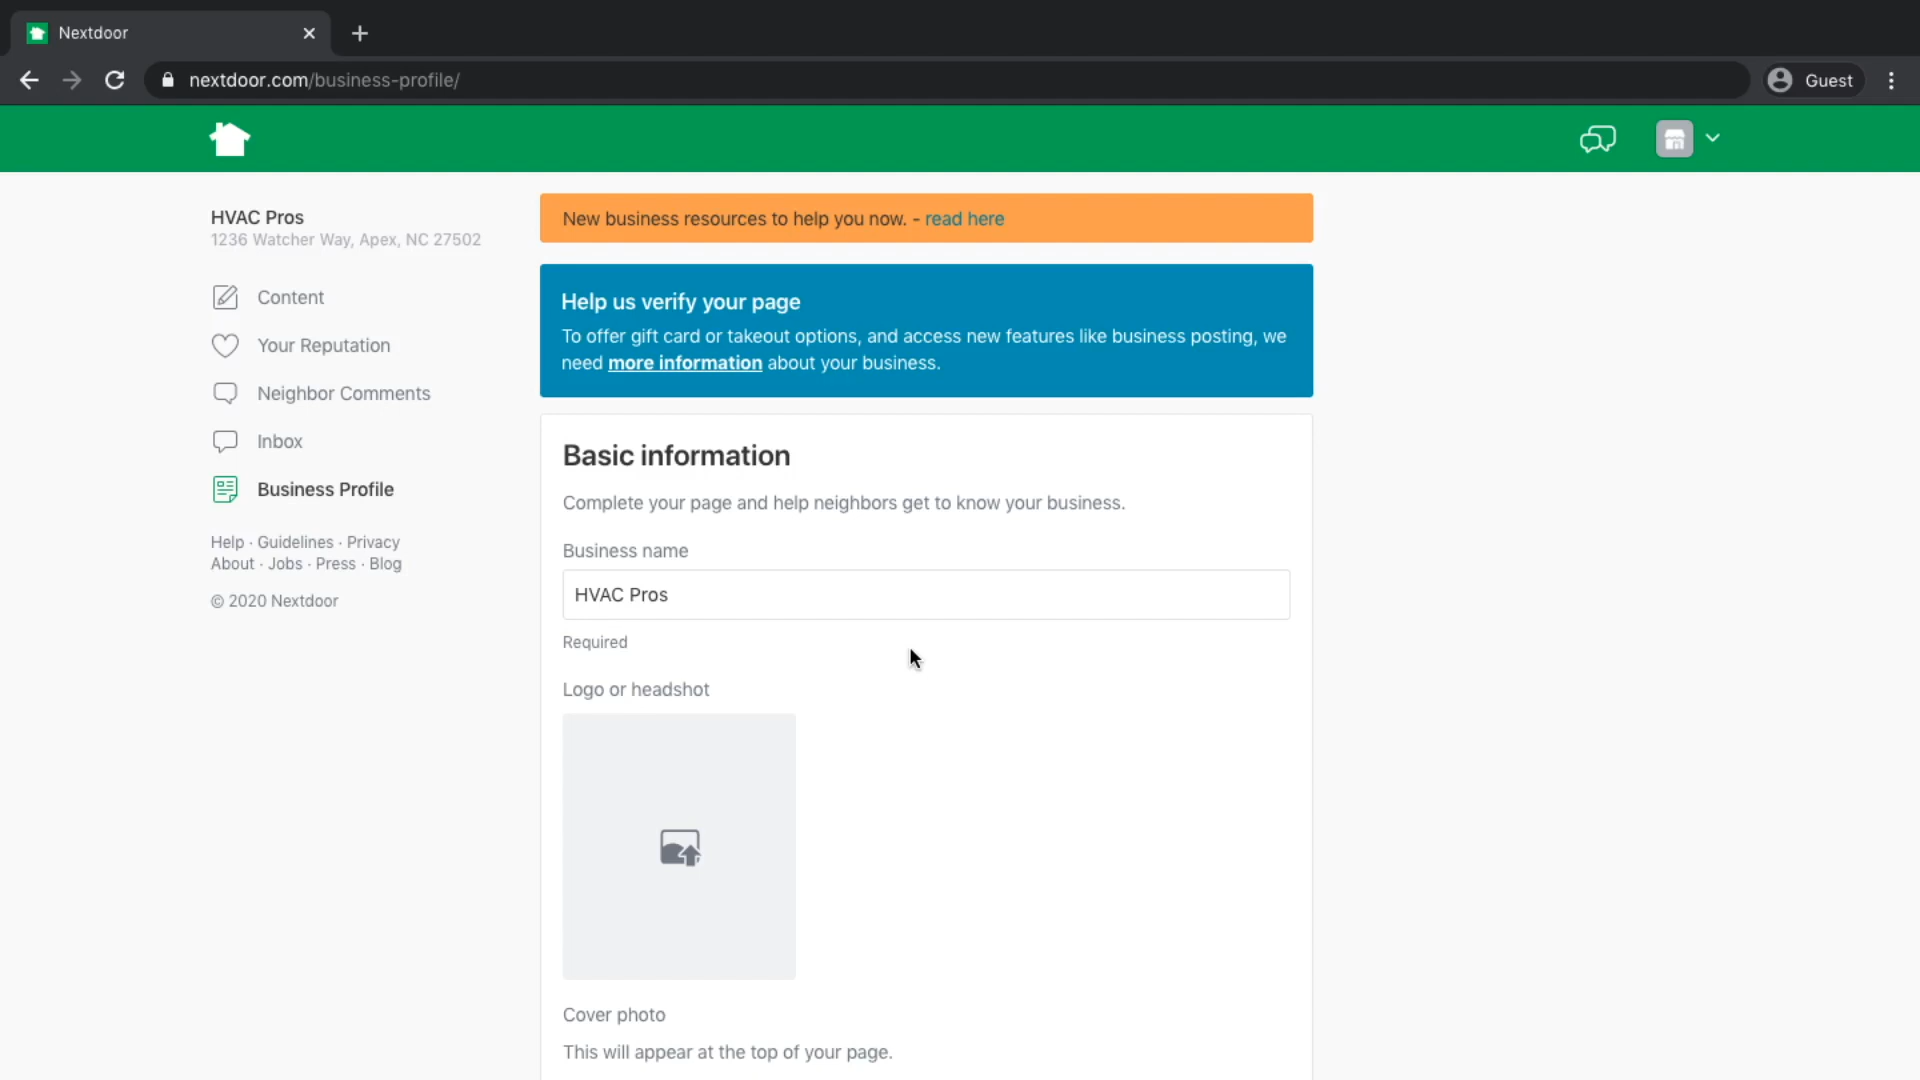 Nextdoor
nextdoor.com/business-profile/
Guest
HVAC Pros
1236 Watcher Way, Apex, NC 27502
Content
Your Reputation
Neighbor Comments
Inbox
Business Profile
Help · Guidelines · Privacy
About · Jobs · Press · Blog
© 2020 Nextdoor
New business resources to help you now. - read here
Help us verify your page
To offer gift card or takeout options, and access new features like business posting, we
need more information about your business.
Basic information
Complete your page and help neighbors get to know your business.
Business name
HVAC Pros
Required
Logo or headshot
Cover photo
This will appear at the top of your page.